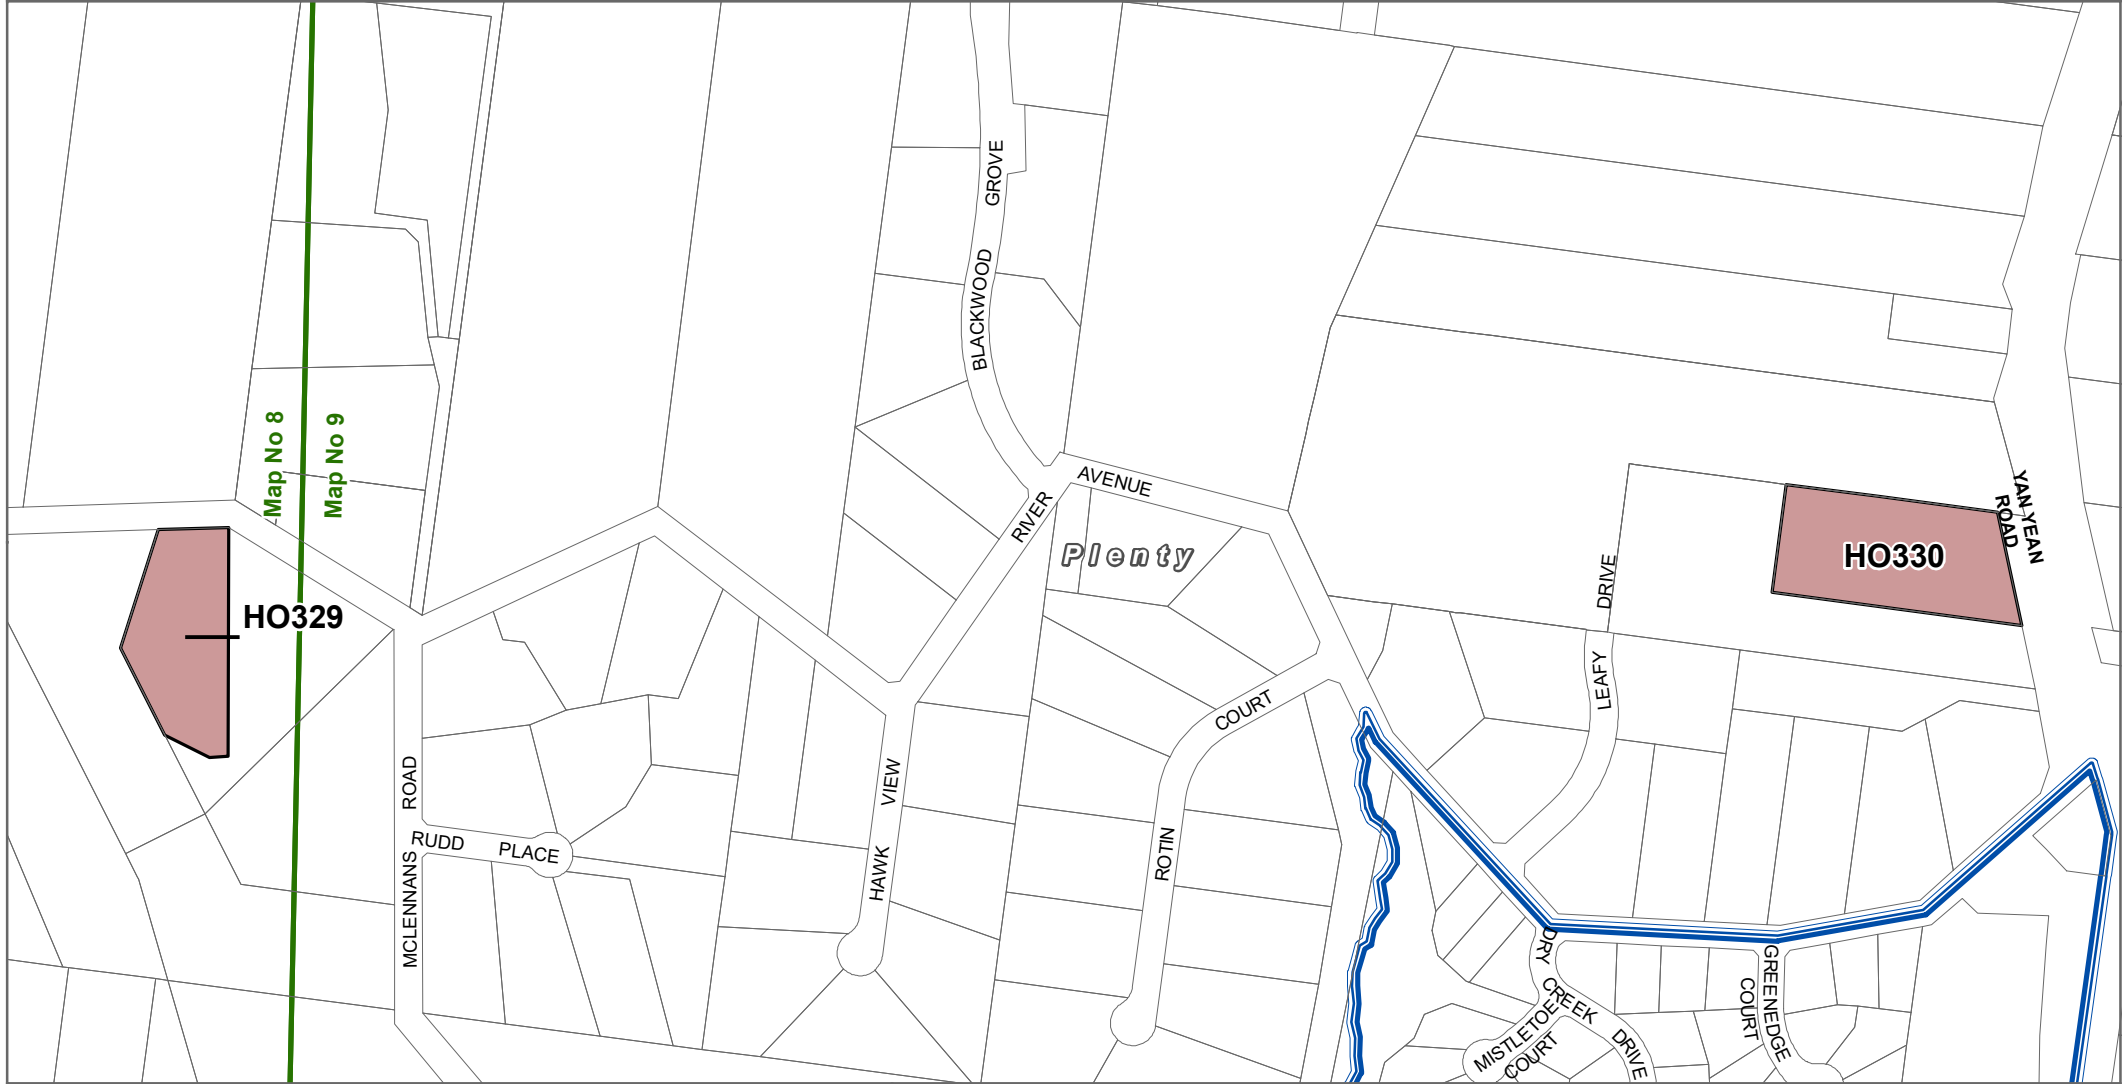 GROVE
BLACKWOOD
Map No 8
Map No 9
AVENUE
RIVER
Plenty
YAN YEAN
ROAD
HO330
HO329
DRIVE
LEAFY
COURT
ROTIN
VIEW
HAWK
ROAD
MCLENNANS
RUDD PLACE
DRY
CREEK
DRIVE
MISTLETOE
COURT
GREENEDGE
COURT